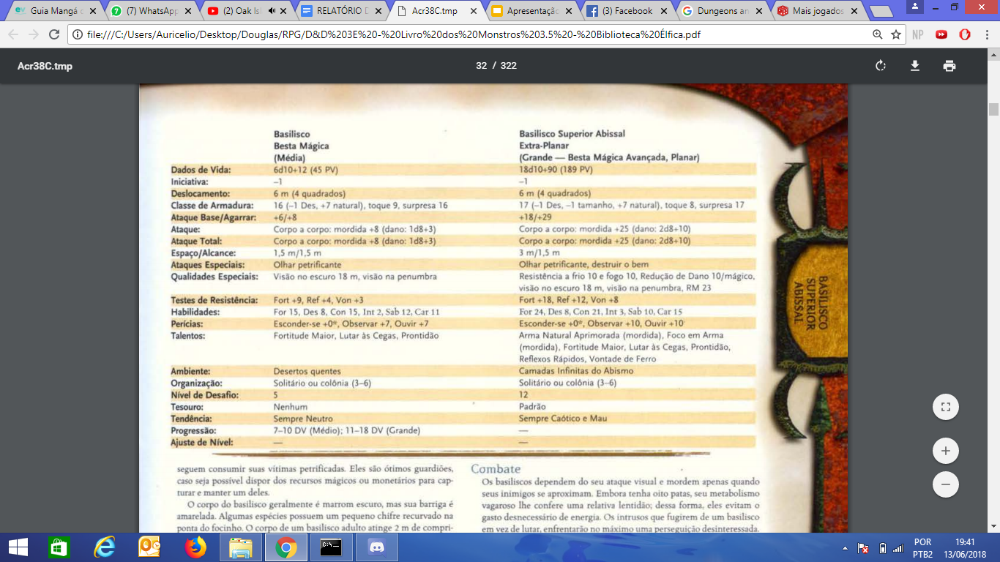 Guia Mangá d
(7) WhatsApp
(2) Oak Isl
RELATÓRIO D
Acr38C.tmp
Apresentação
(3) Facebook
Dungeons an
Mais jogados
file:///C:/Users/Auricelio/Desktop/Douglas/RPG/D&D%203E%20-%20Livro%20dos%20Monstros%203.5%20-%20Biblioteca%20Élfica.pdf
NP
Acr38C.tmp
32 / 322
Basilisco
Basilisco Superior Abissal
Besta Mágica
Extra-Planar
(Média)
(Grande — Besta Mágica Avançada, Planar)
Dados de Vida: 6d10+12 (45 PV) 18d10+90 (189 PV)
Iniciativa: –1 –1
Deslocamento: 6 m (4 quadrados) 6 m (4 quadrados)
Classe de Armadura: 16 (–1 Des, +7 natural), toque 9, surpresa 16 17 (–1 Des, –1 tamanho, +7 natural), toque 8, surpresa 17
Ataque Base/Agarrar: +6/+8 +18/+29
Ataque: Corpo a corpo: mordida +8 (dano: 1d8+3) Corpo a corpo: mordida +25 (dano: 2d8+10)
Ataque Total: Corpo a corpo: mordida +8 (dano: 1d8+3) Corpo a corpo: mordida +25 (dano: 2d8+10)
Espaço/Alcance: 1,5 m/1,5 m 3 m/1,5 m
Ataques Especiais: Olhar petrificante Olhar petrificante, destruir o bem
Qualidades Especiais: Visão no escuro 18 m, visão na penumbra Resistência a frio 10 e fogo 10, Redução de Dano 10/mágico,
visão no escuro 18 m, visão na penumbra, RM 23
Testes de Resistência: Fort +9, Ref +4, Von +3 Fort +18, Ref +12, Von +8
Habilidades: For 15, Des 8, Con 15, Int 2, Sab 12, Car 11 For 24, Des 8, Con 21, Int 3, Sab 10, Car 15
Perícias: Esconder-se +0*, Observar +7, Ouvir +7 Esconder-se +0*, Observar +10, Ouvir +10
Talentos: Fortitude Maior, Lutar às Cegas, Prontidão Arma Natural Aprimorada (mordida), Foco em Arma
(mordida), Fortitude Maior, Lutar às Cegas, Prontidão,
Reflexos Rápidos, Vontade de Ferro
Ambiente: Desertos quentes Camadas Infinitas do Abismo
Organização: Solitário ou colônia (3–6) Solitário ou colônia (3–6)
Nível de Desafio: 5 12
Tesouro: Nenhum Padrão
Tendência: Sempre Neutro Sempre Caótico e Mau
Progressão: 7–10 DV (Médio); 11–18 DV (Grande) —
Ajuste de Nível: — —
BASILISCO
SUPERIOR
ABISSAL
seguem consumir suas vítimas petrificadas. Eles são ótimos guardiões,
caso seja possível dispor dos recursos mágicos ou monetários para cap-
turar e manter um deles.
O corpo do basilisco geralmente é marrom escuro, mas sua barriga é
amarelada. Algumas espécies possuem um pequeno chifre recurvado na
ponta do focinho. O corpo de um basilisco adulto atinge 2 m de compri-
Combate
Os basiliscos dependem do seu ataque visual e mordem apenas quando
seus inimigos se aproximam. Embora tenha oito patas, seu metabolismo
vagaroso lhe confere uma relativa lentidão; dessa forma, eles evitam o
gasto desnecessário de energia. Os intrusos que fugirem de um basilisco
em vez de lutar, enfrentarão no máximo uma perseguição desinteressada.
POR
PTB2
19:41
13/06/2018